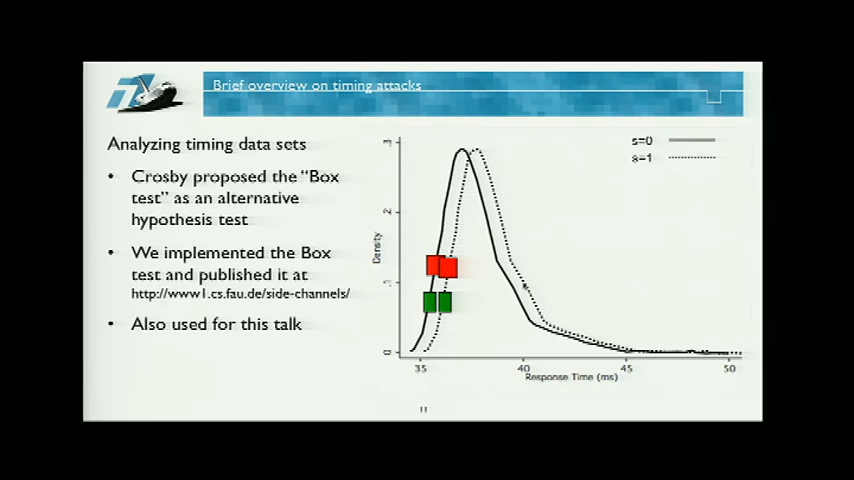 Brief overview on timing attacks
Analyzing timing data sets
• Crosby proposed the “Box
test” as an alternative
hypothesis test
• We implemented the Box
test and published it at
http://www1.cs.fau.de/side-channels/
• Also used for this talk
s=0
s=1
Density
.3
.2
.1
0
35
40
45
50
Response Time (ms)
11